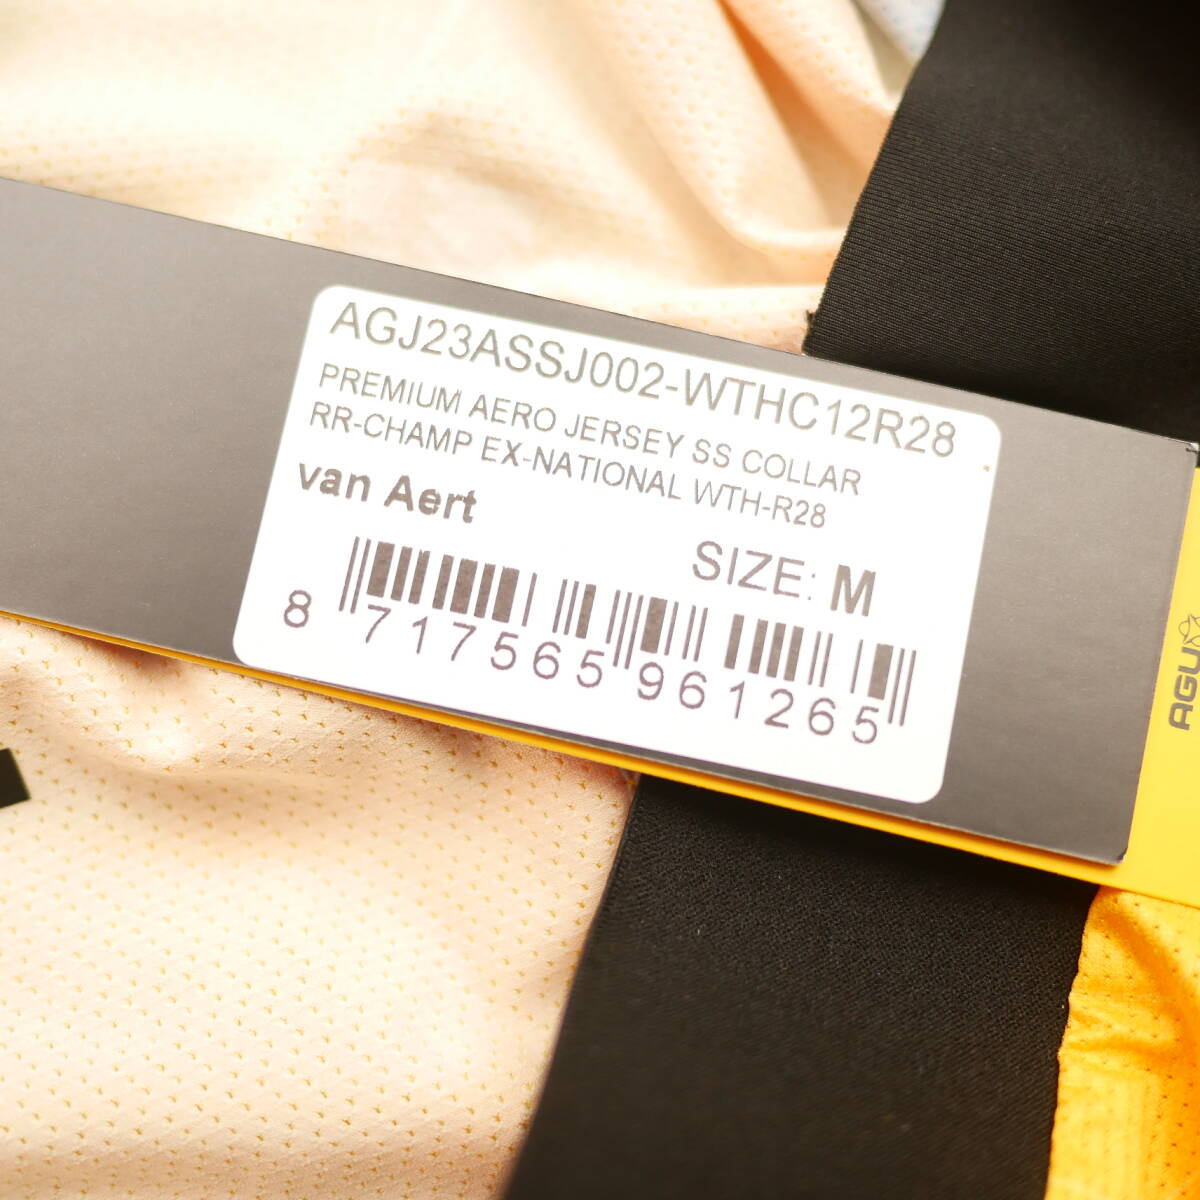 AGJ23ASSJ002-WTHC12R28
PREMIUM AERO JERSEY SS COLLAR
RR-CHAMP EX-NATIONAL WTH-R28
van Aert
SIZE: M
8 717565 961265
AGU